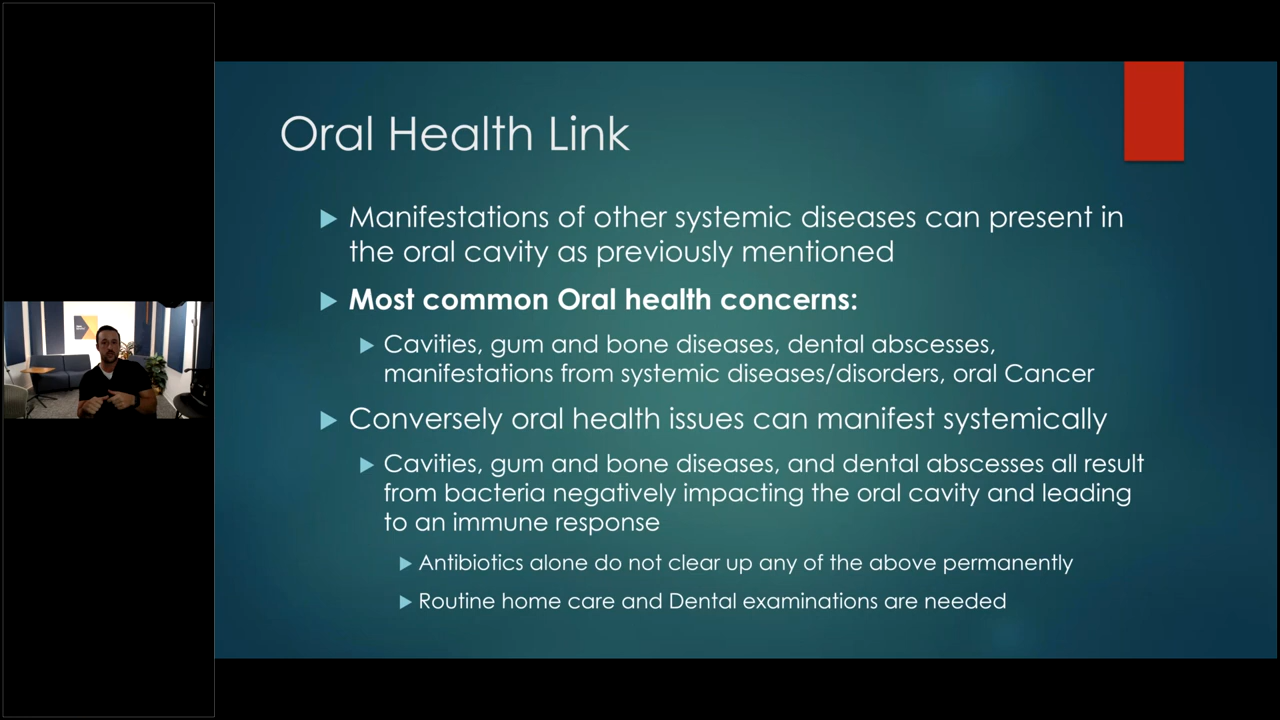 Oral Health Link
Manifestations of other systemic diseases can present in
the oral cavity as previously mentioned
Most common Oral health concerns:
Cavities, gum and bone diseases, dental abscesses,
manifestations from systemic diseases/disorders, oral Cancer
Conversely oral health issues can manifest systemically
Cavities, gum and bone diseases, and dental abscesses all result
from bacteria negatively impacting the oral cavity and leading
to an immune response
Antibiotics alone do not clear up any of the above permanently
Routine home care and Dental examinations are needed